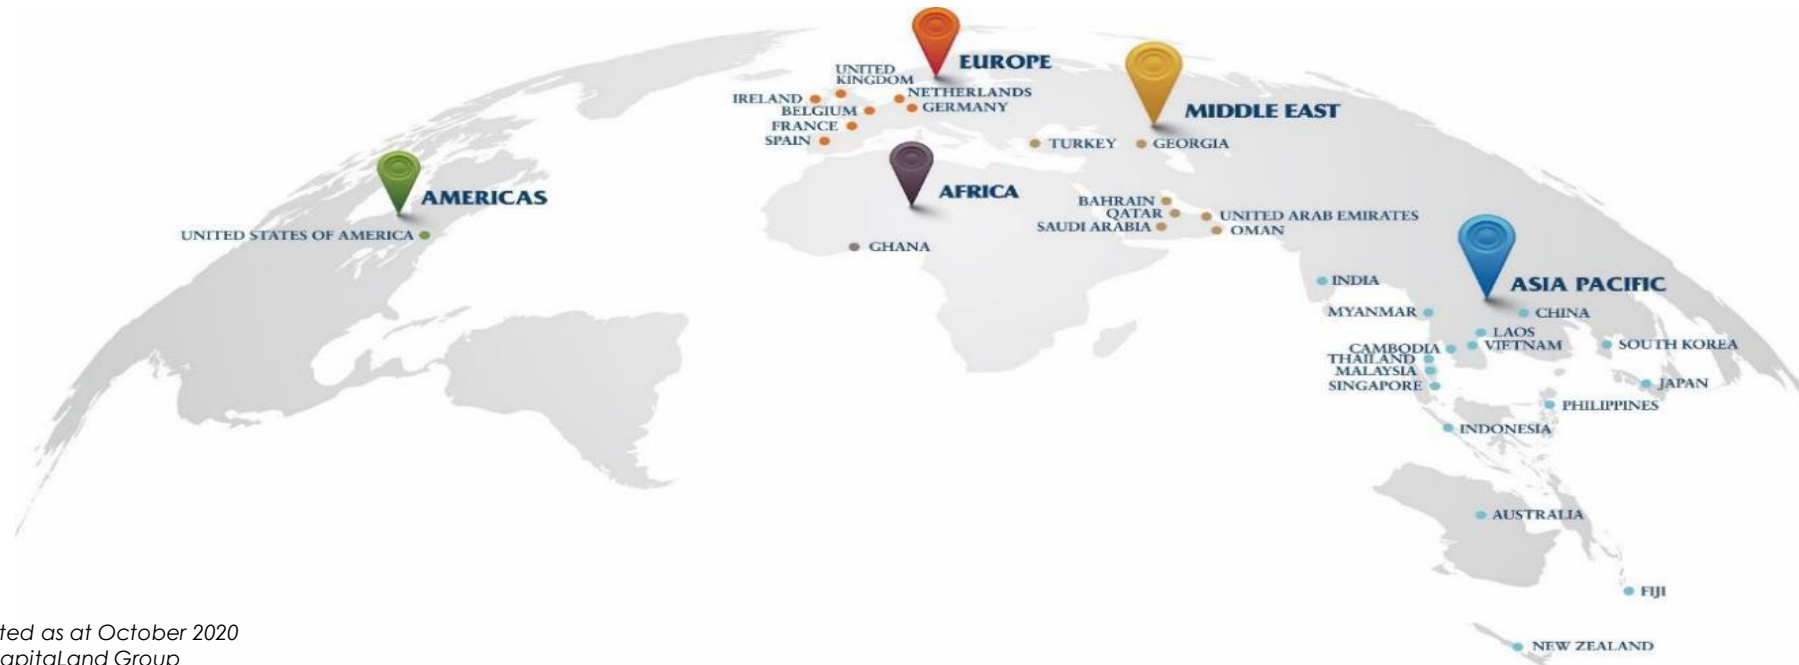 EUROPE
UNITED
KINGDOM
IRELAND
NETHERLANDS
BELGIUM
GERMANY
FRANCE
SPAIN
MIDDLE EAST
TURKEY
GEORGIA
AMERICAS
UNITED STATES OF AMERICA
AFRICA
GHANA
BAHRAIN
QATAR
UNITED ARAB EMIRATES
SAUDI ARABIA
OMAN
ASIA PACIFIC
INDIA
MYANMAR
CHINA
LAOS
CAMBODIA
VIETNAM
SOUTH KOREA
THAILAND
MALAYSIA
SINGAPORE
JAPAN
PHILIPPINES
INDONESIA
AUSTRALIA
FIJI
NEW ZEALAND
as at October 2020
Group